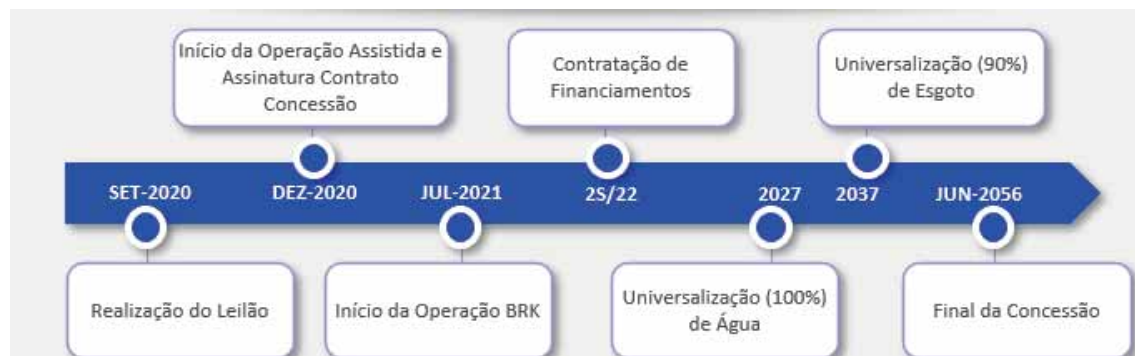 Início da Operação Assistida e
Assinatura Contrato
Concessão
Contratação de
Financiamentos
Universalização (90%)
de Esgoto
SET-2020
DEZ-2020
JUL-2021
2S/22
2027
2037
JUN-2056
Realização do Leilão
Início da Operação BRK
Universalização (100%)
de Água
Final da Concessão